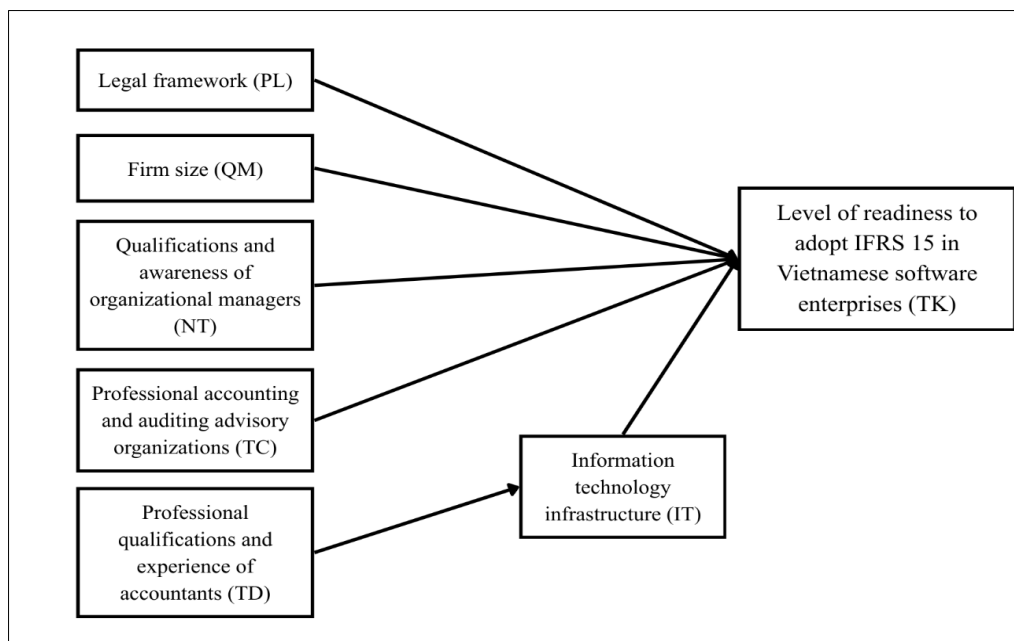 Legal framework (PL)
Firm size (QM)
Qualifications and
awareness of
organizational managers
(NT)
Professional accounting
and auditing advisory
organizations (TC)
Professional
qualifications and
experience of
accountants (TD)
Information
technology
infrastructure (IT)
Level of readiness to
adopt IFRS 15 in
Vietnamese software
enterprises (TK)